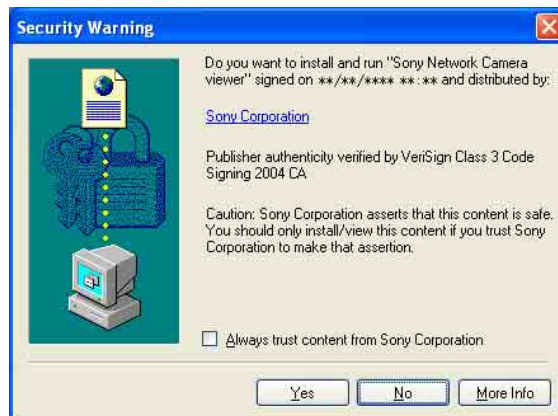 Security Warning
Do you want to install and run "Sony Network Camera
viewer" signed on **/**/**** **:** and distributed by:
Sony Corporation
Publisher authenticity verified by VeriSign Class 3 Code
Signing 2004 CA
Caution: Sony Corporation asserts that this content is safe.
You should only install/view this content if you trust Sony
Corporation to make that assertion.
Always trust content from Sony Corporation
Yes
No
More Info